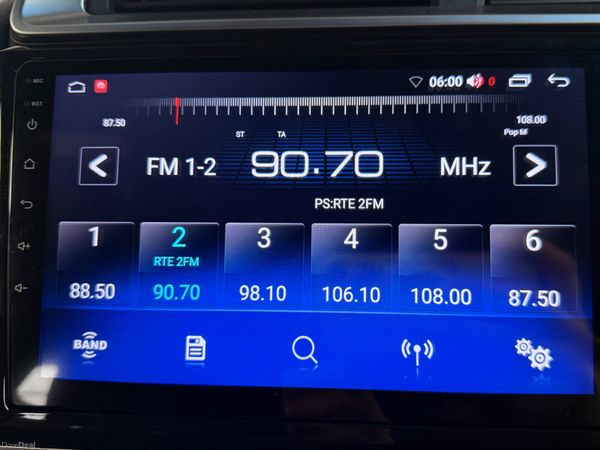 MIC
06:00 0
RST
87.50 108.00
Pop M
ST TA
FM 1-2 90.70 MHz
PS:RTE 2FM
1 2 3 4 5 6
RTE 2FM
88.50 90.70 98.10 106.10 108.00 87.50
BAND
DoneDeal